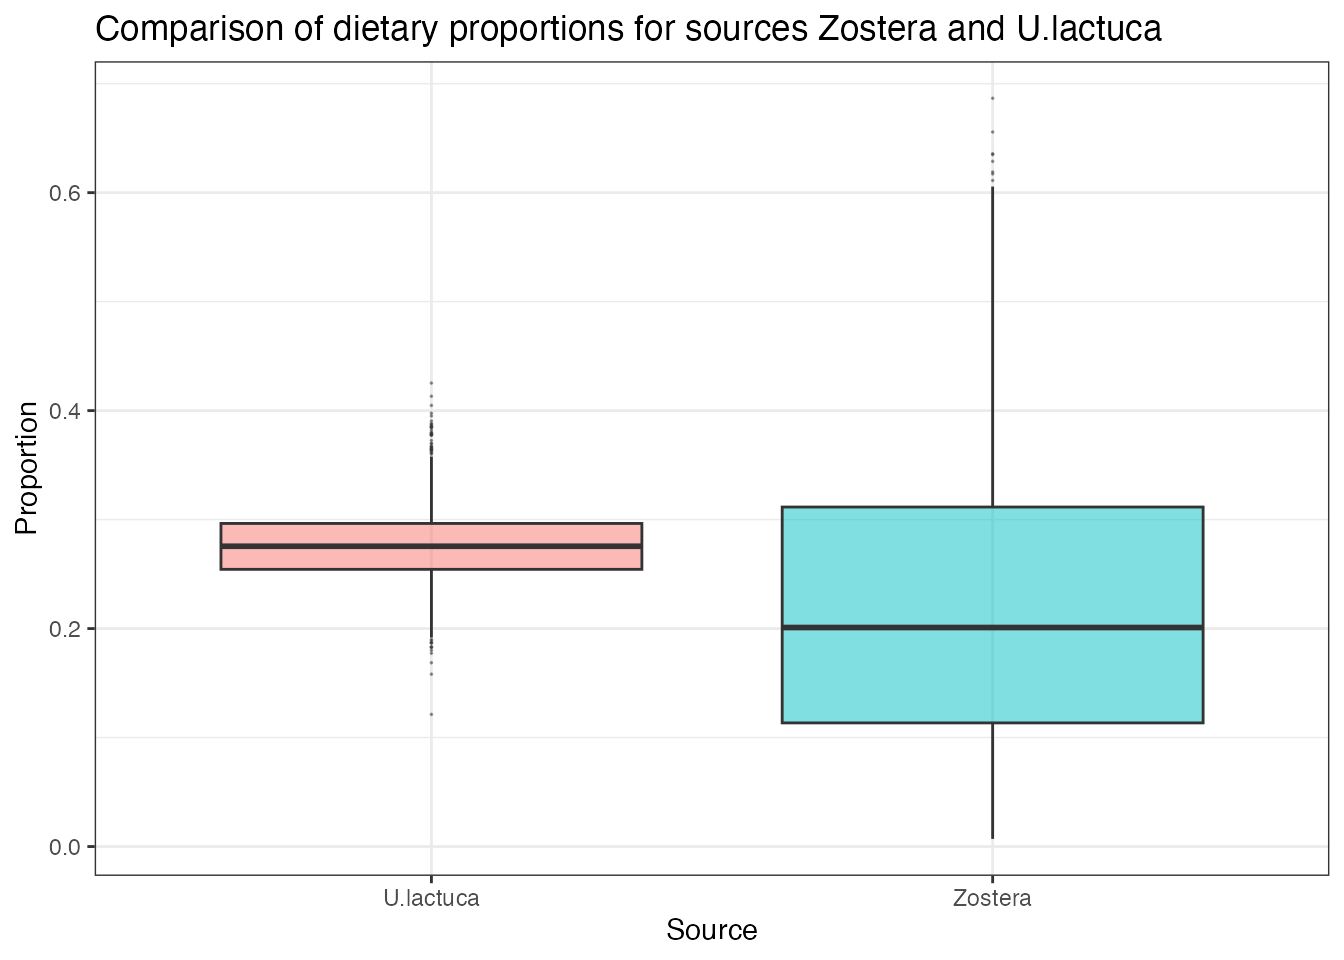 Comparison of dietary proportions for sources Zostera and U.lactuca
Proportion
0.6
0.4
0.2
0.0
U.lactuca Zostera
Source